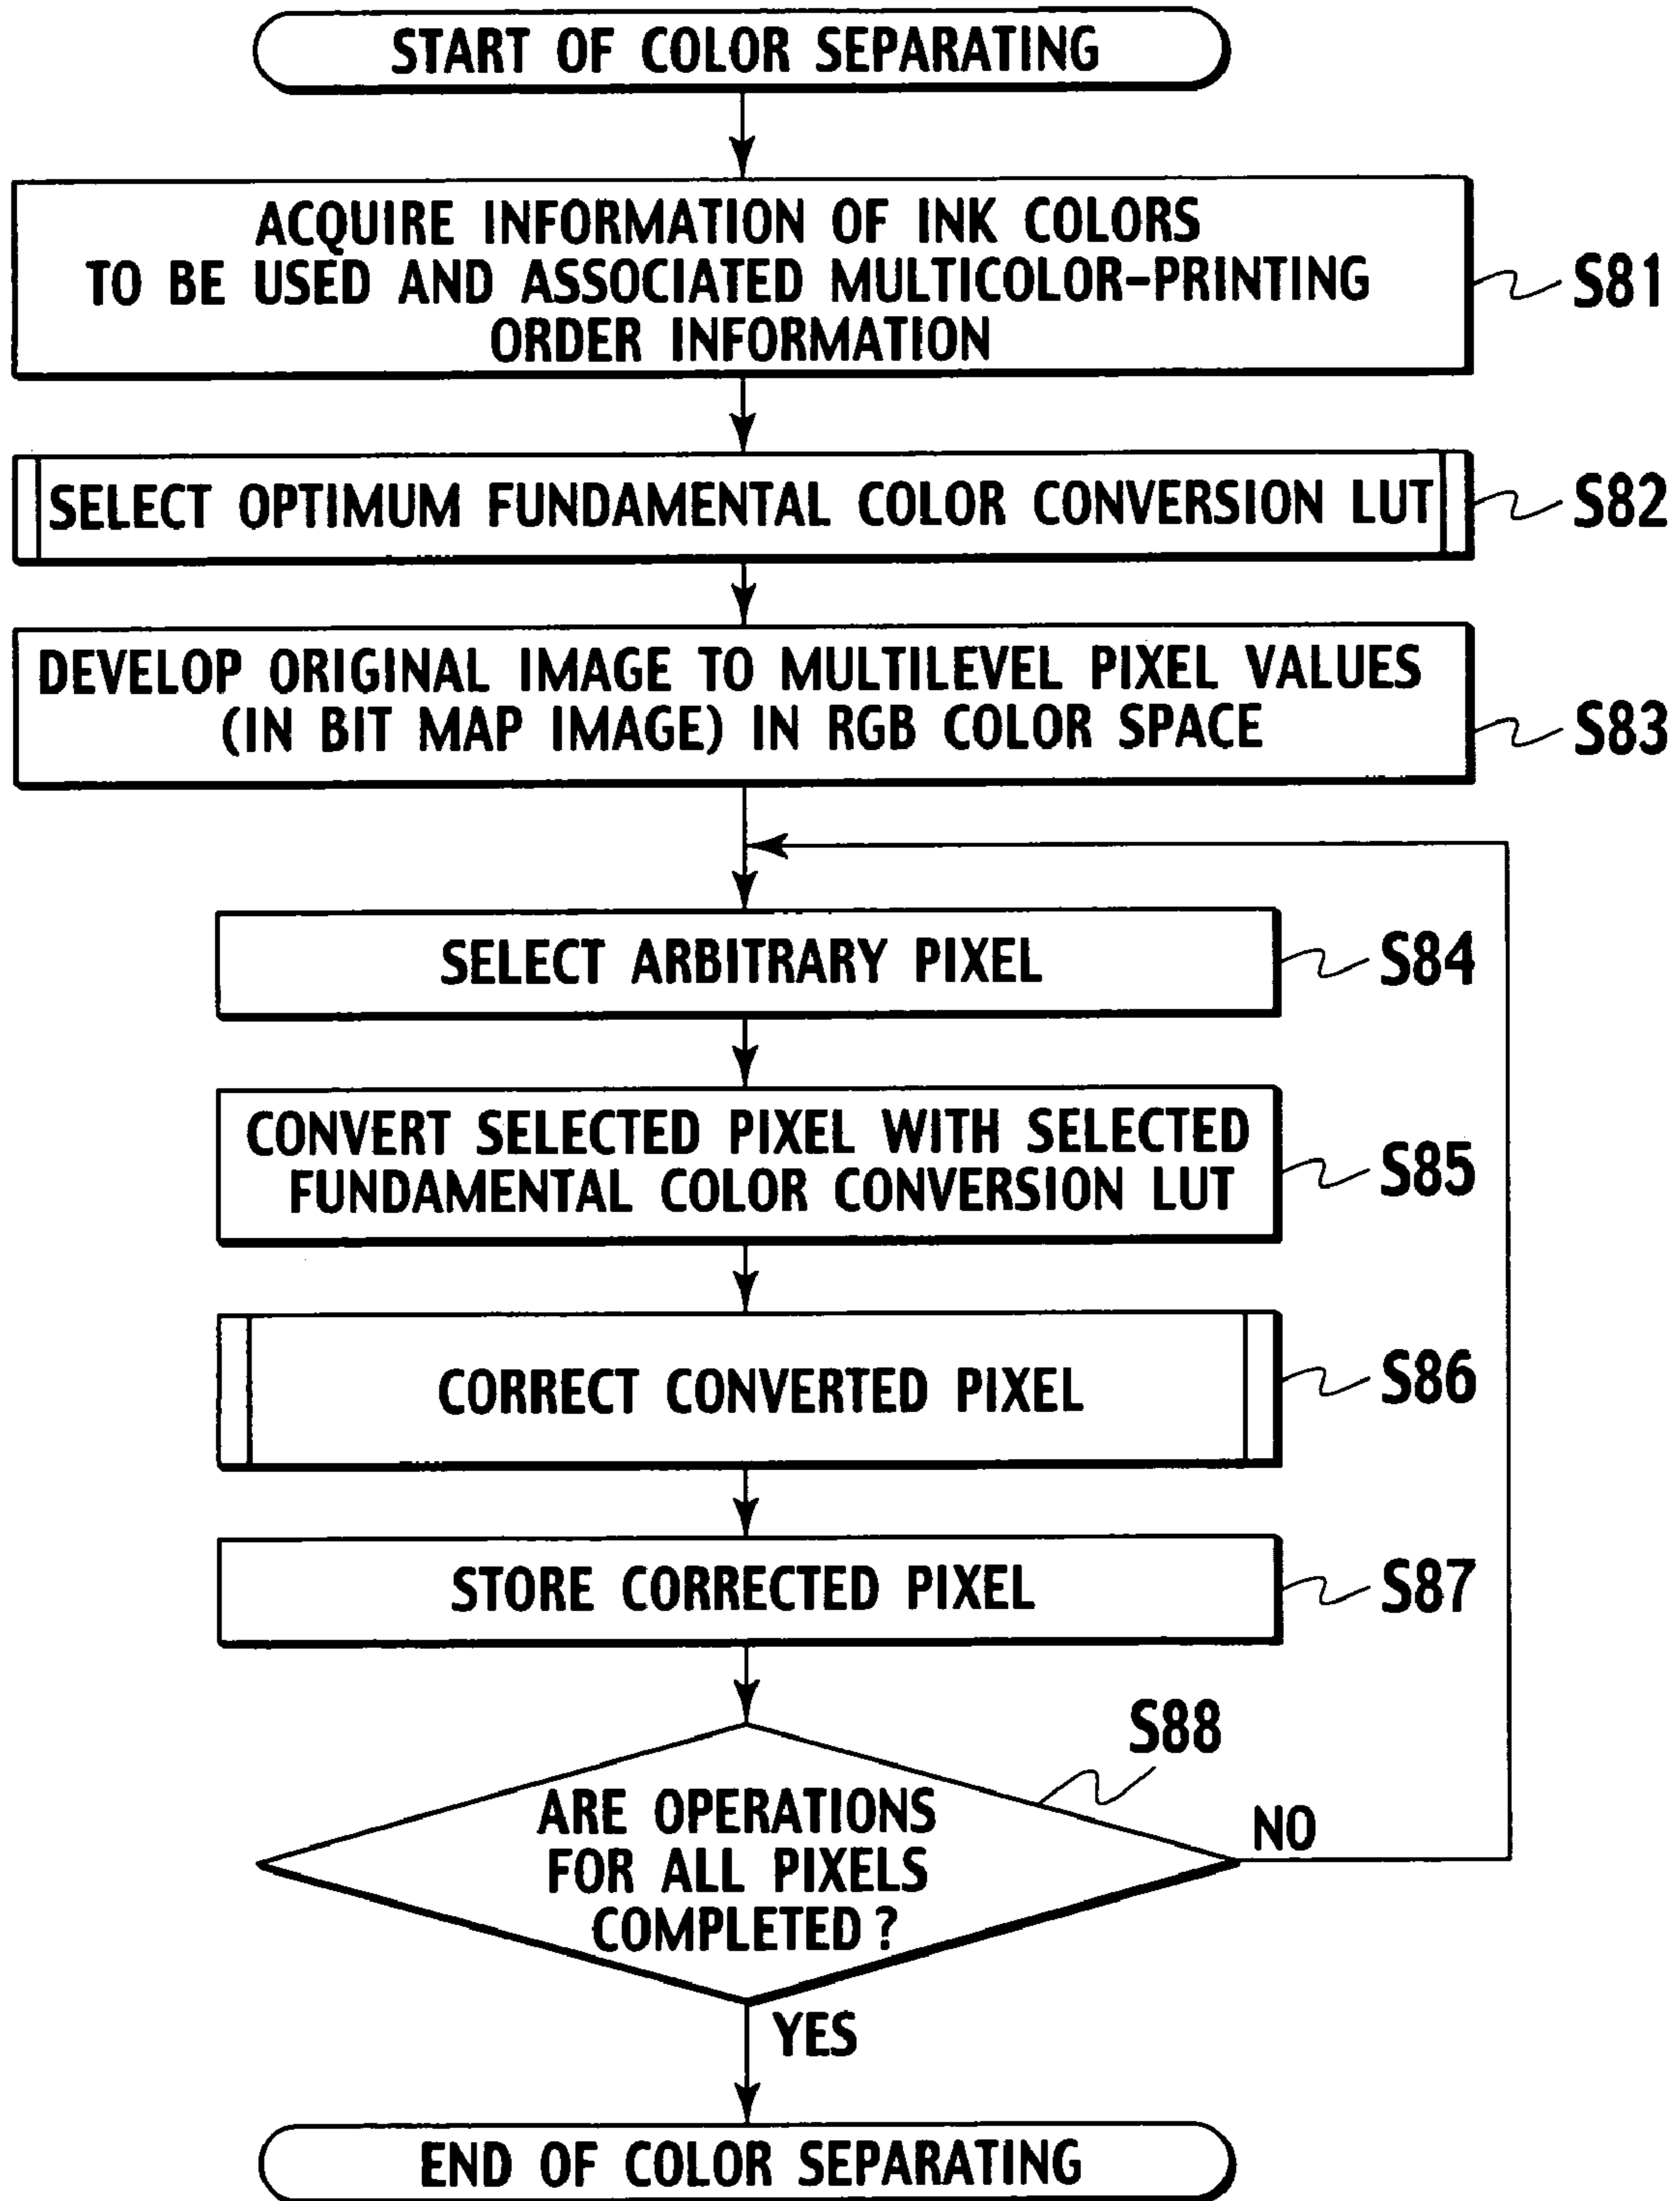 START OF COLOR SEPARATING
ACQUIRE INFORMATION OF INK COLORS
TO BE USED AND ASSOCIATED MULTICOLOR-PRINTING
ORDER INFORMATION
S81
SELECT OPTIMUM FUNDAMENTAL COLOR CONVERSION LUT
S82
DEVELOP ORIGINAL IMAGE TO MULTILEVEL PIXEL VALUES
(IN BIT MAP IMAGE) IN RGB COLOR SPACE
S83
SELECT ARBITRARY PIXEL
S84
CONVERT SELECTED PIXEL WITH SELECTED
FUNDAMENTAL COLOR CONVERSION LUT
S85
CORRECT CONVERTED PIXEL
S86
STORE CORRECTED PIXEL
S87
S88
ARE OPERATIONS
FOR ALL PIXELS
COMPLETED?
NO
YES
END OF COLOR SEPARATING